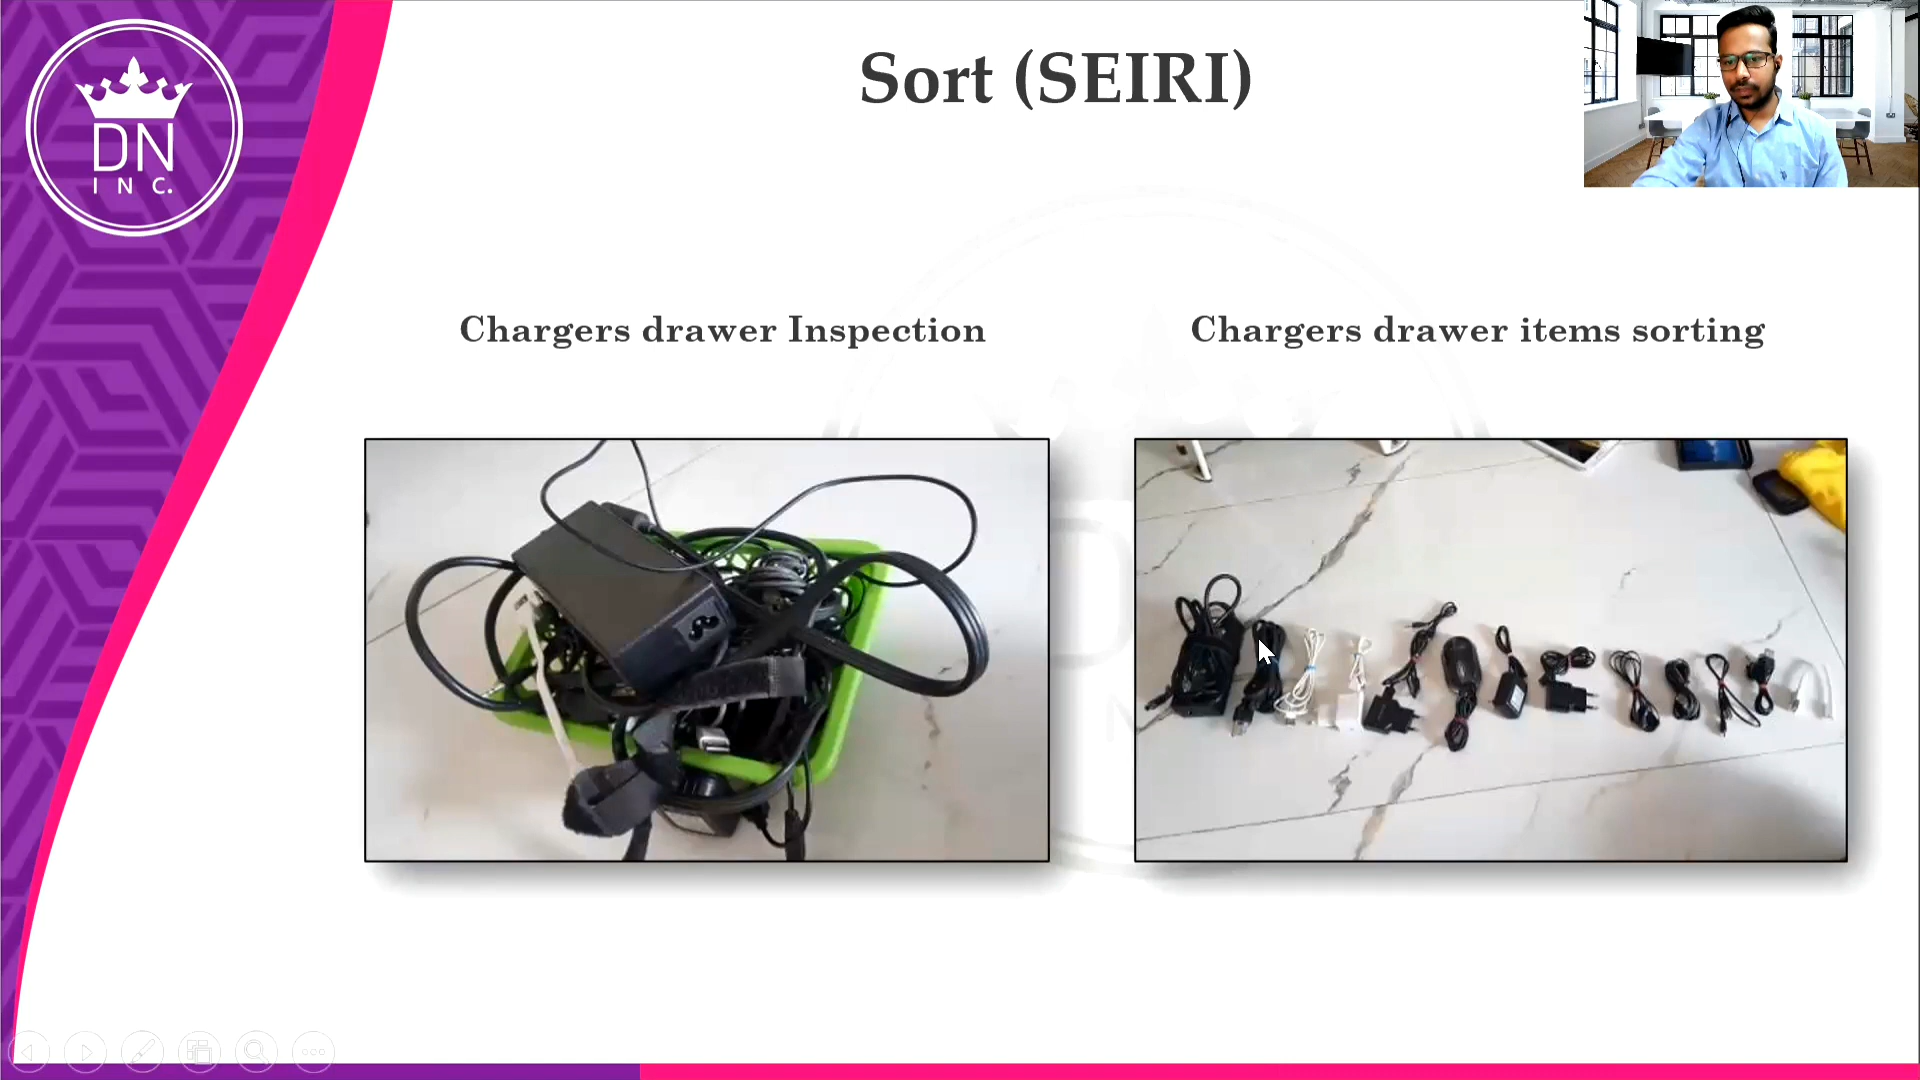 DN
INC.
Sort (SEIRI)
Chargers drawer Inspection
Chargers drawer items sorting